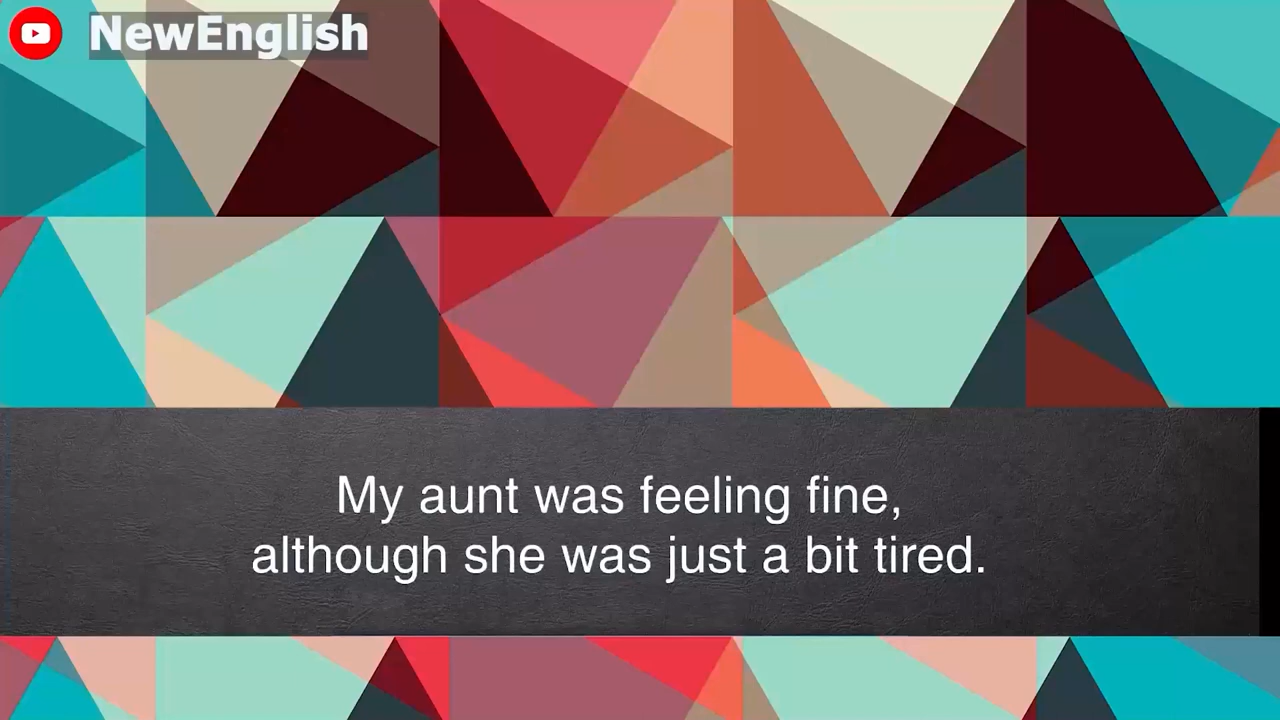 NewEnglish
My aunt was feeling fine,
although she was just a bit tired.